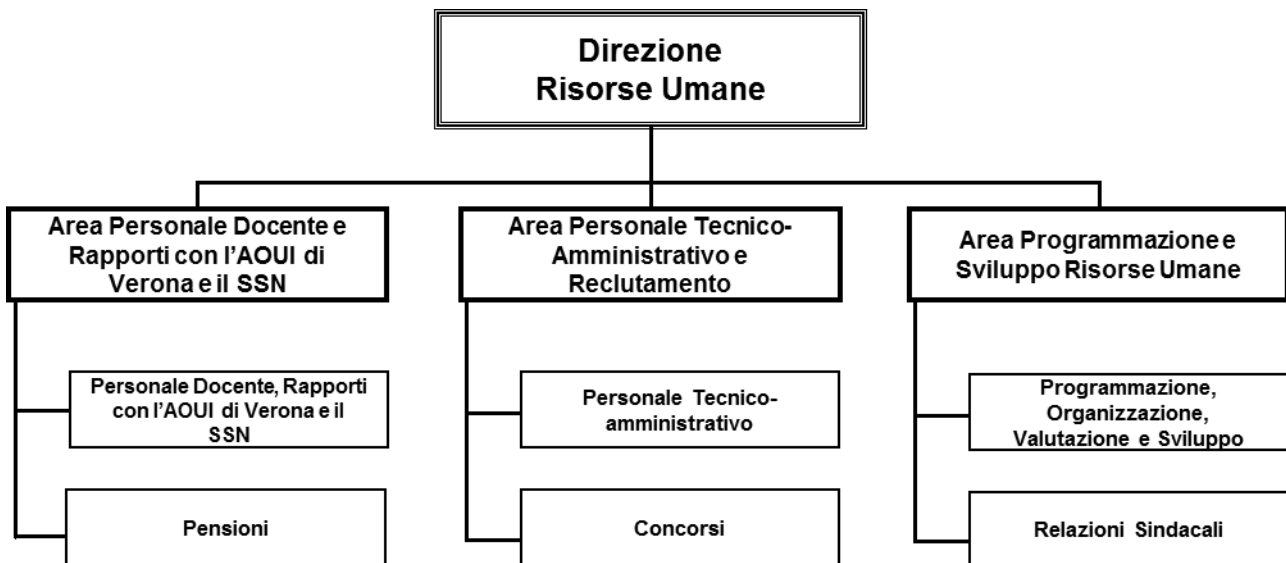 Direzione
Risorse Umane
Area Personale Docente e
Rapporti con l'AOUI di
Verona e il SSN
Area Personale Tecnico-
Amministrativo e
Reclutamento
Area Programmazione e
Sviluppo Risorse Umane
Personale Docente, Rapporti
con l'AOUI di Verona e il
SSN
Personale Tecnico-
amministrativo
Programmazione,
Organizzazione,
Valutazione e Sviluppo
Pensioni
Concorsi
Relazioni Sindacali